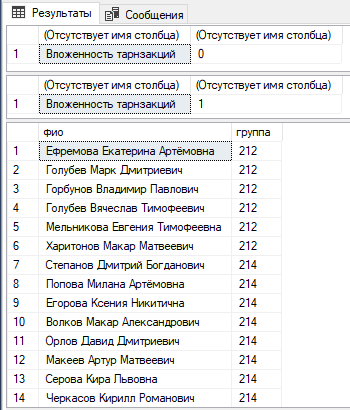 Результаты Сообщения
(Отсутствует имя столбца) (Отсутствует имя столбца)
1 Вложенность тарнзакций 0
(Отсутствует имя столбца) (Отсутствует имя столбца)
1 Вложенность тарнзакций 1
фио группа
1 Ефремова Екатерина Артёмовна 212
2 Голубев Марк Дмитриевич 212
3 Горбунов Владимир Павлович 212
4 Голубев Вячеслав Тимофеевич 212
5 Мельникова Евгения Тимофеевна 212
6 Харитонов Макар Матвеевич 212
7 Степанов Дмитрий Богданович 214
8 Попова Милана Артёмовна 214
9 Егорова Ксения Никитична 214
10 Волков Макар Александрович 214
11 Орлов Давид Дмитриевич 214
12 Макеев Артур Матвеевич 214
13 Серова Кира Львовна 214
14 Черкасов Кирилл Романович 214